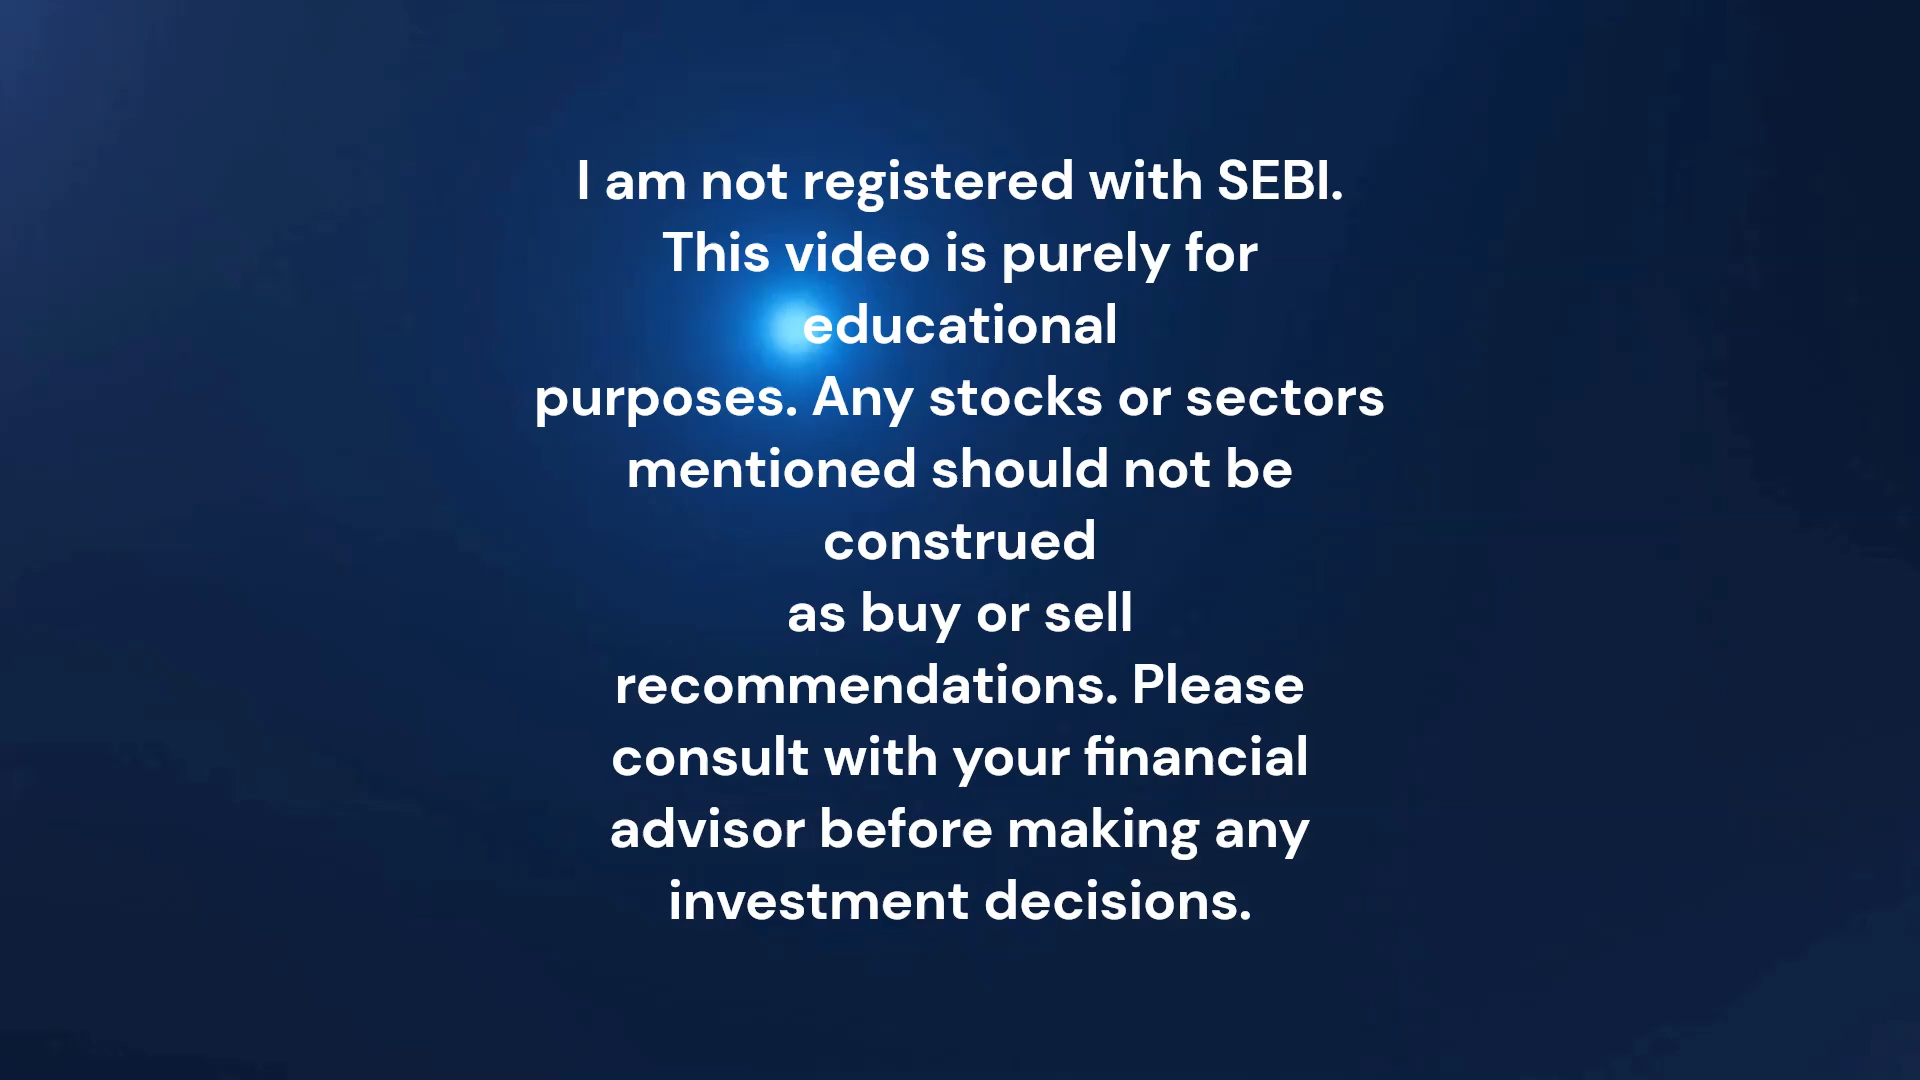 I am not registered with SEBI.
This video is purely for
educational
purposes. Any stocks or sectors
mentioned should not be
construed
as buy or sell
recommendations. Please
consult with your financial
advisor before making any
investment decisions.